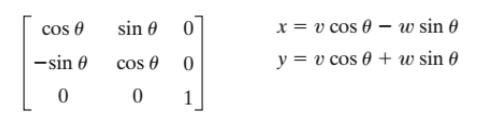 cos θ sin θ 0 x = v cos θ − w sin θ
−sin θ cos θ 0 y = v cos θ + w sin θ
0 0 1